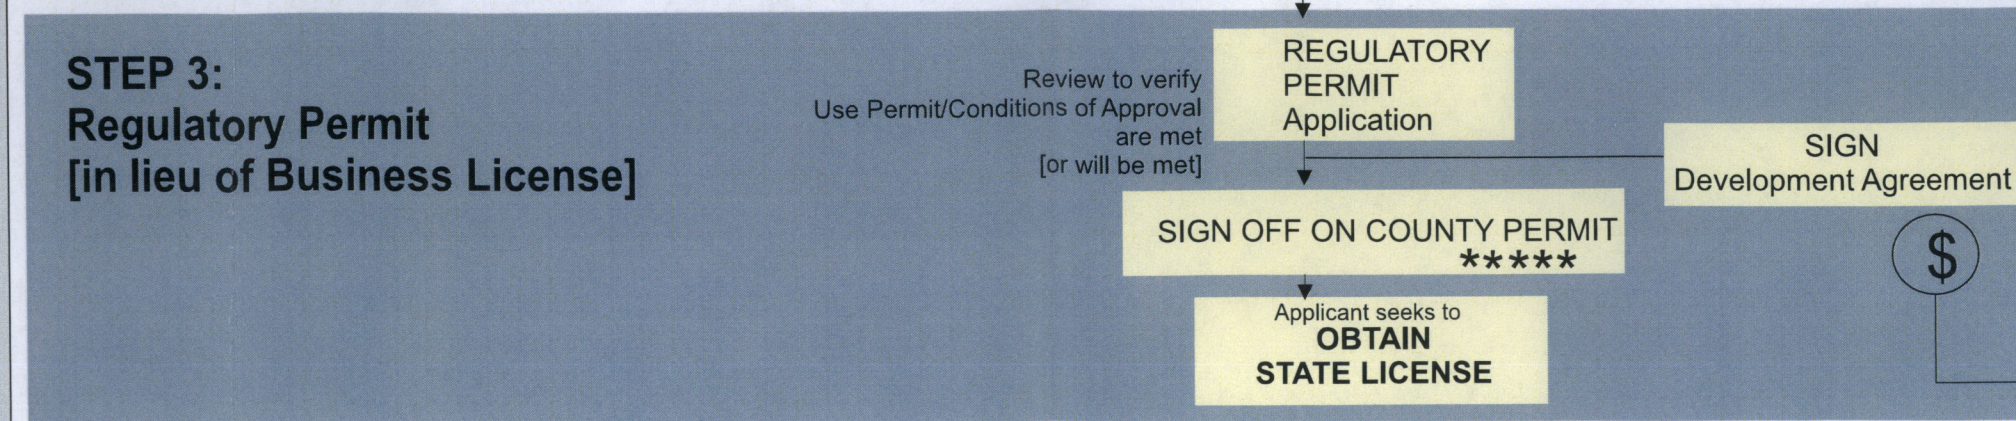 STEP 3:
Regulatory Permit
[in lieu of Business License]
Review to verify
Use Permit/Conditions of Approval
are met
[or will be met]
REGULATORY
PERMIT
Application
SIGN
Development Agreement
SIGN OFF ON COUNTY PERMIT
*****
$
Applicant seeks to
OBTAIN
STATE LICENSE